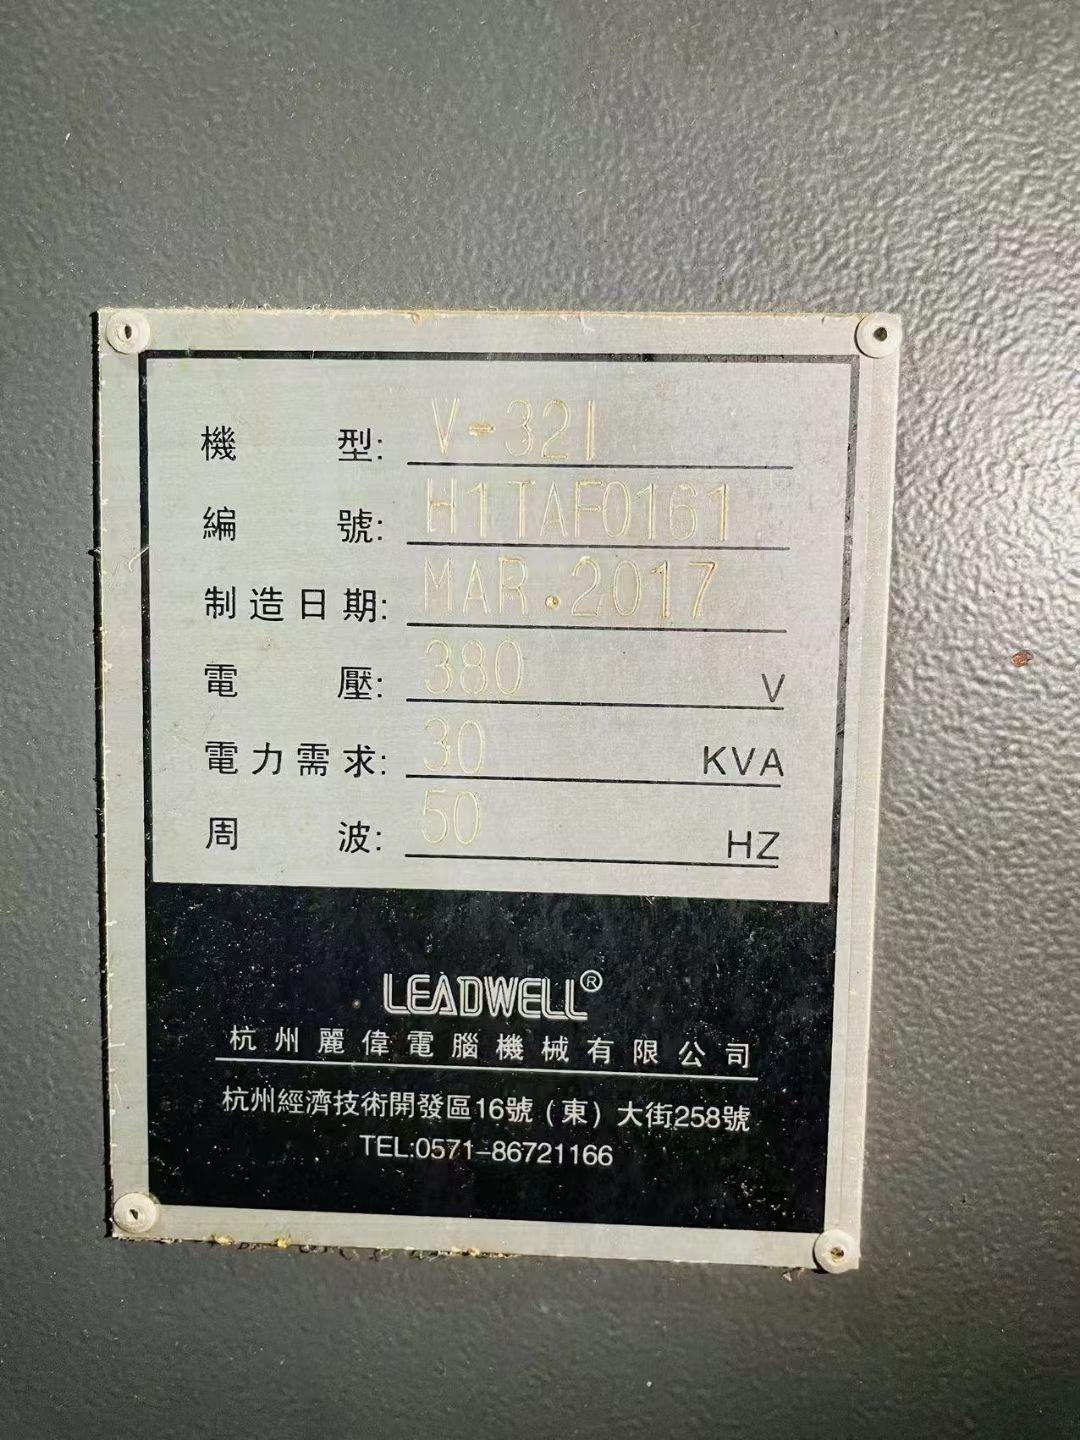 機型: V-32I
編號: H1TAF0161
制造日期: MAR.2017
電壓: 380 V
電力需求: 30 KVA
周波: 50 HZ
LEADWELL®
杭州麗偉電腦機械有限公司
杭州經濟技術開發區16號（東）大街258號
TEL:0571-86721166